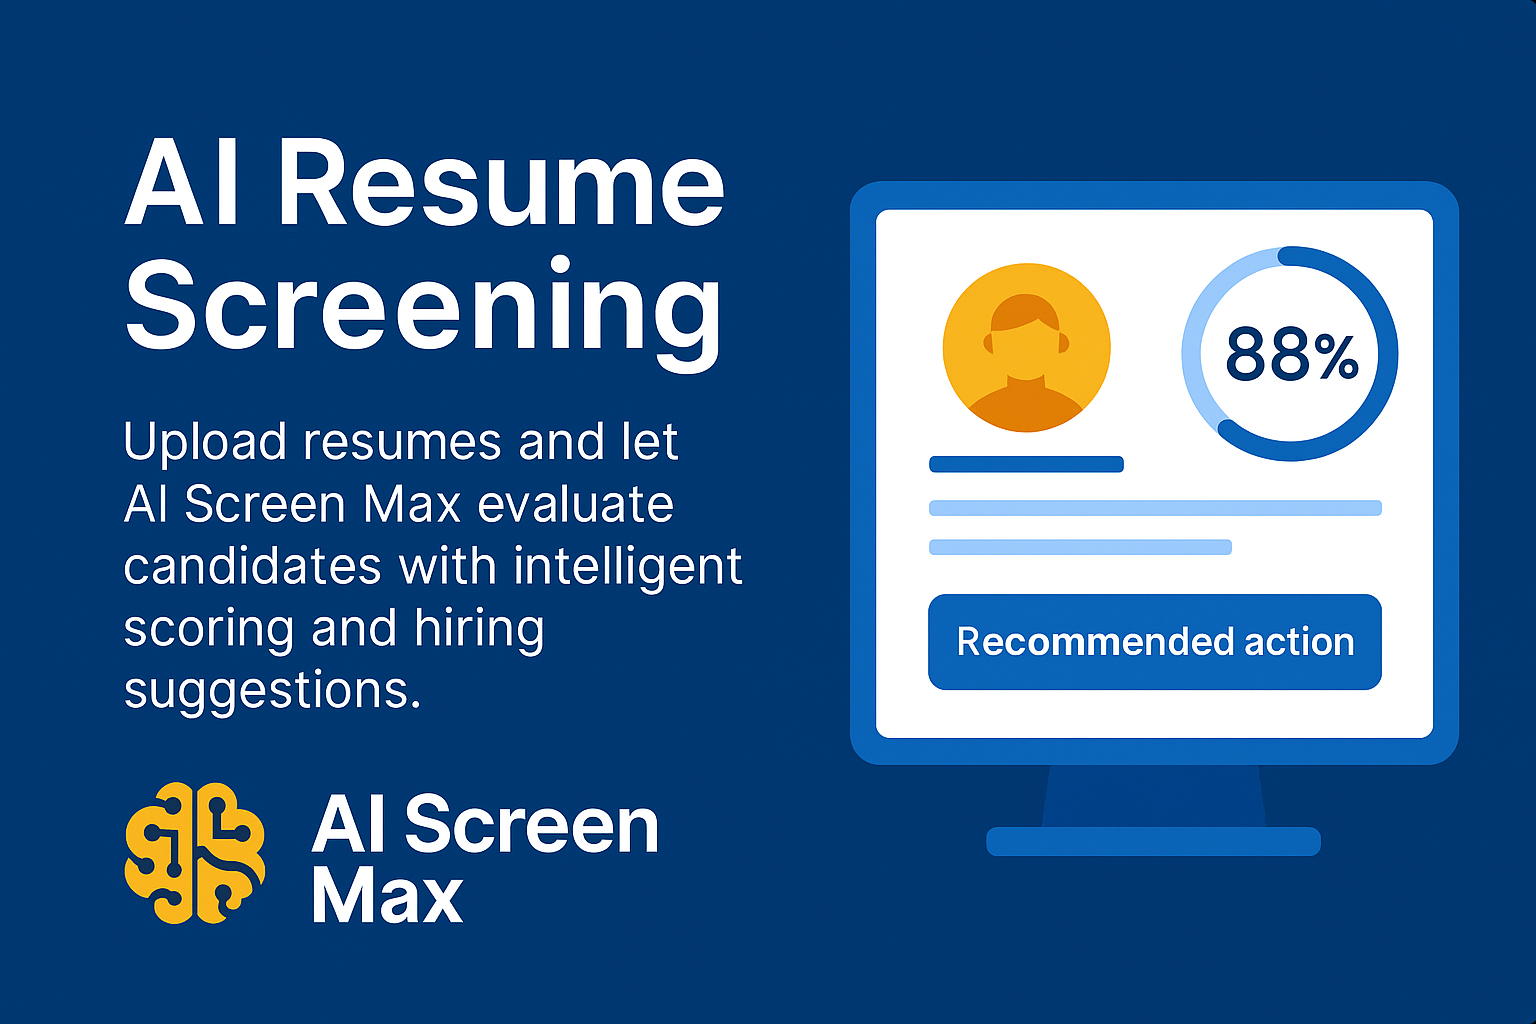 AI Resume
Screening
Upload resumes and let
AI Screen Max evaluate
candidates with intelligent
scoring and hiring
suggestions.
AI Screen
Max
88%
Recommended action